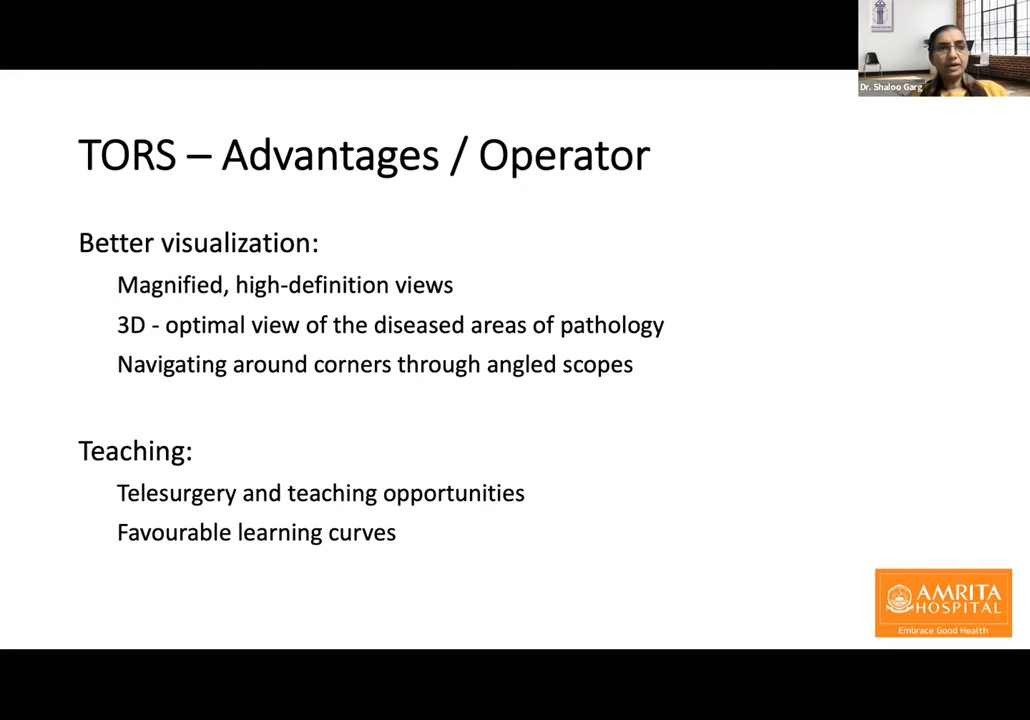 Dr. Shaloo Garg
TORS – Advantages / Operator
Better visualization:
Magnified, high-definition views
3D - optimal view of the diseased areas of pathology
Navigating around corners through angled scopes
Teaching:
Telesurgery and teaching opportunities
Favourable learning curves
AMRITA
HOSPITAL
Embrace Good Health